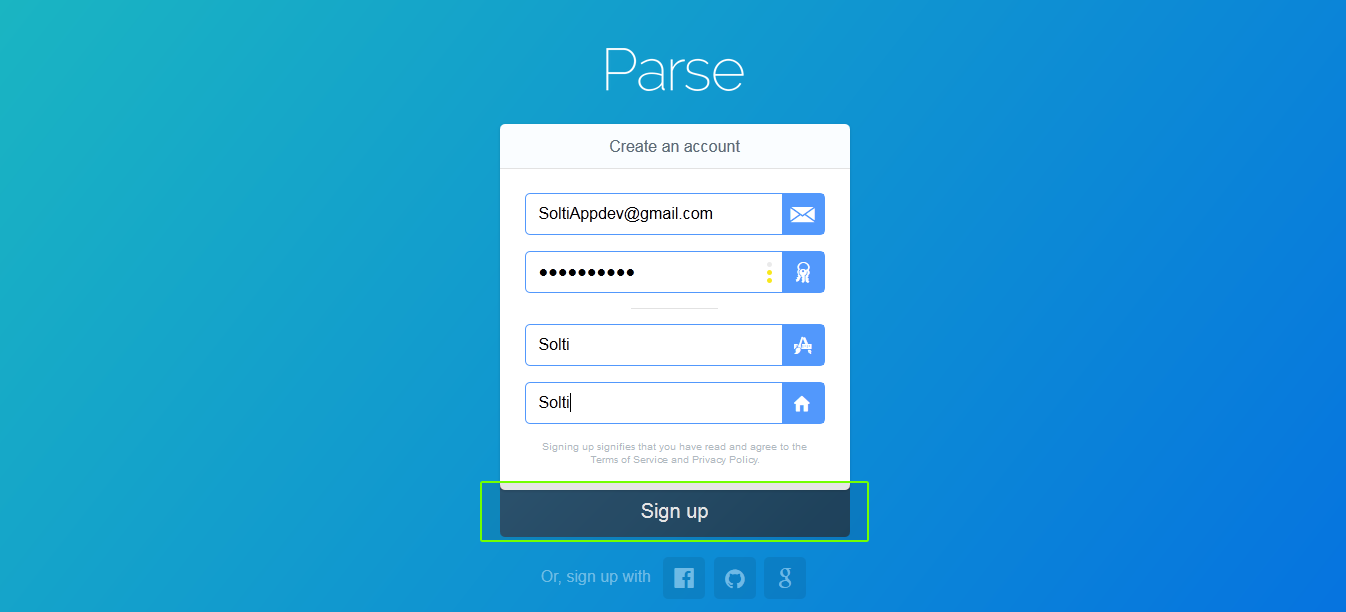 Parse
Create an account
SoltiAppdev@gmail.com
●●●●●●●●●●
Solti
Solti
Signing up signifies that you have read and agree to the
Terms of Service and Privacy Policy.
Sign up
Or, sign up with